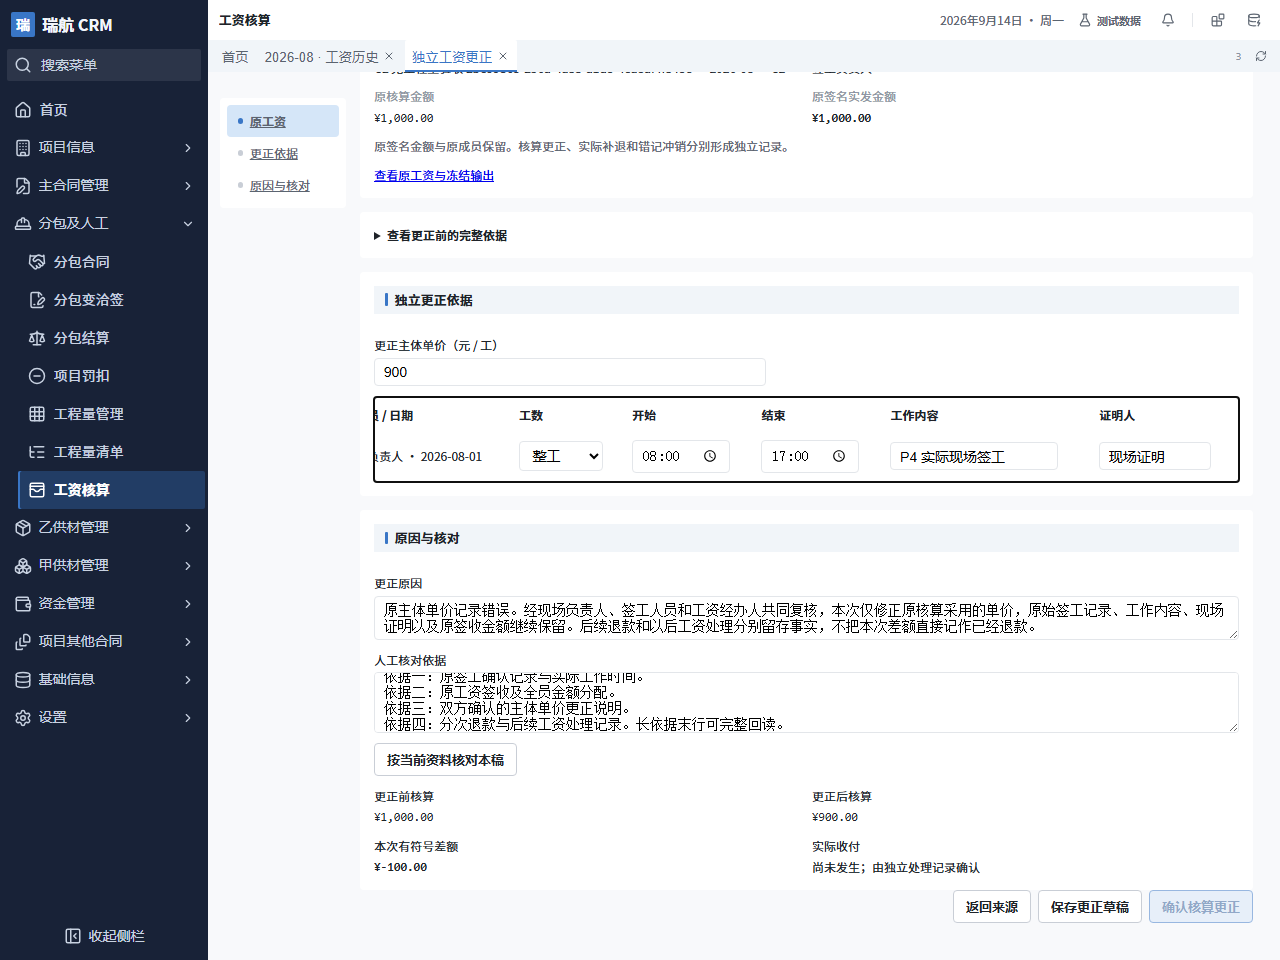 瑞 瑞航 CRM
搜索菜单
首页
项目信息
主合同管理
分包及人工
分包合同
分包变洽签
分包结算
项目罚扣
工程量管理
工程量清单
工资核算
乙供材管理
甲供材管理
资金管理
项目其他合同
基础信息
设置
收起侧栏
工资核算
2026年9月14日 · 周一
测试数据
首页
2026-08 · 工资历史
独立工资更正
3
原工资
更正依据
原因与核对
原核算金额
原签名实发金额
¥1,000.00
¥1,000.00
原签名金额与原成员保留。核算更正、实际补退和错记冲销分别形成独立记录。
查看原工资与冻结输出
查看更正前的完整依据
独立更正依据
更正主体单价（元 / 工）
900
/ 日期
工数
开始
结束
工作内容
证明人
责人 · 2026-08-01
整工
08:00
17:00
P4 实际现场签工
现场证明
原因与核对
更正原因
原主体单价记录错误。经现场负责人、签工人员和工资经办人共同复核，本次仅修正原核算采用的单价，原始签工记录、工作内容、现场
证明以及原签收金额继续保留。后续退款和以后工资处理分别留存事实，不把本次差额直接记作已经退款。
人工核对依据
依据一：原签工确认记录与实际工作时间。
依据二：原工资签收及全员金额分配。
依据三：双方确认的主体单价更正说明。
依据四：分次退款与后续工资处理记录。长依据末行可完整回读。
按当前资料核对本稿
更正前核算
更正后核算
¥1,000.00
¥900.00
本次有符号差额
实际收付
¥-100.00
尚未发生；由独立处理记录确认
返回来源
保存更正草稿
确认核算更正